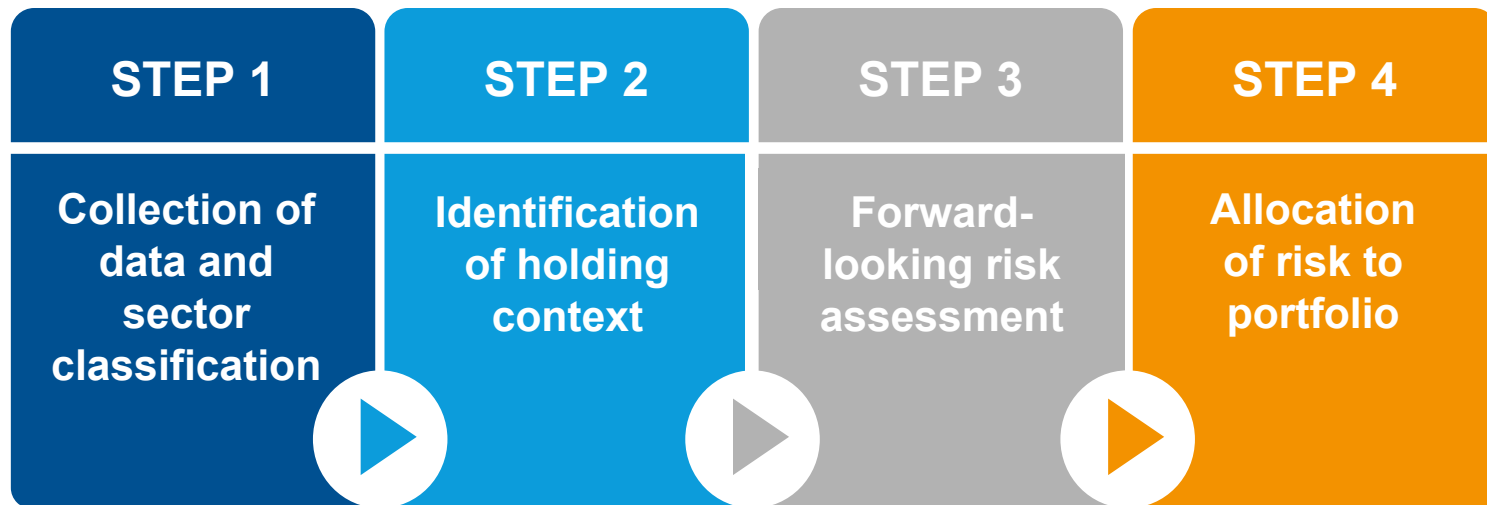 STEP 1
Collection of
data and
sector
classification
STEP 2
Identification
of holding
context
STEP 3
Forward-
looking risk
assessment
STEP 4
Allocation
of risk to
portfolio